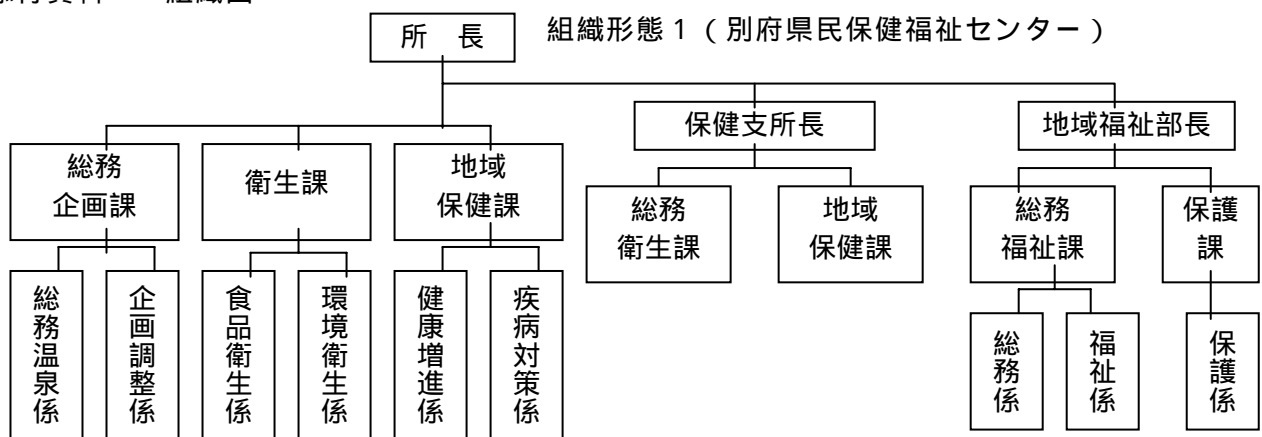 所　長
組織形態１（別府県民保健福祉センター）
保健支所長
地域福祉部長
総務
企画課
衛生課
地域
保健課
総務
衛生課
地域
保健課
総務
福祉課
保護
課
総務温泉係
企画調整係
食品衛生係
環境衛生係
健康増進係
疾病対策係
総務係
福祉係
保護係